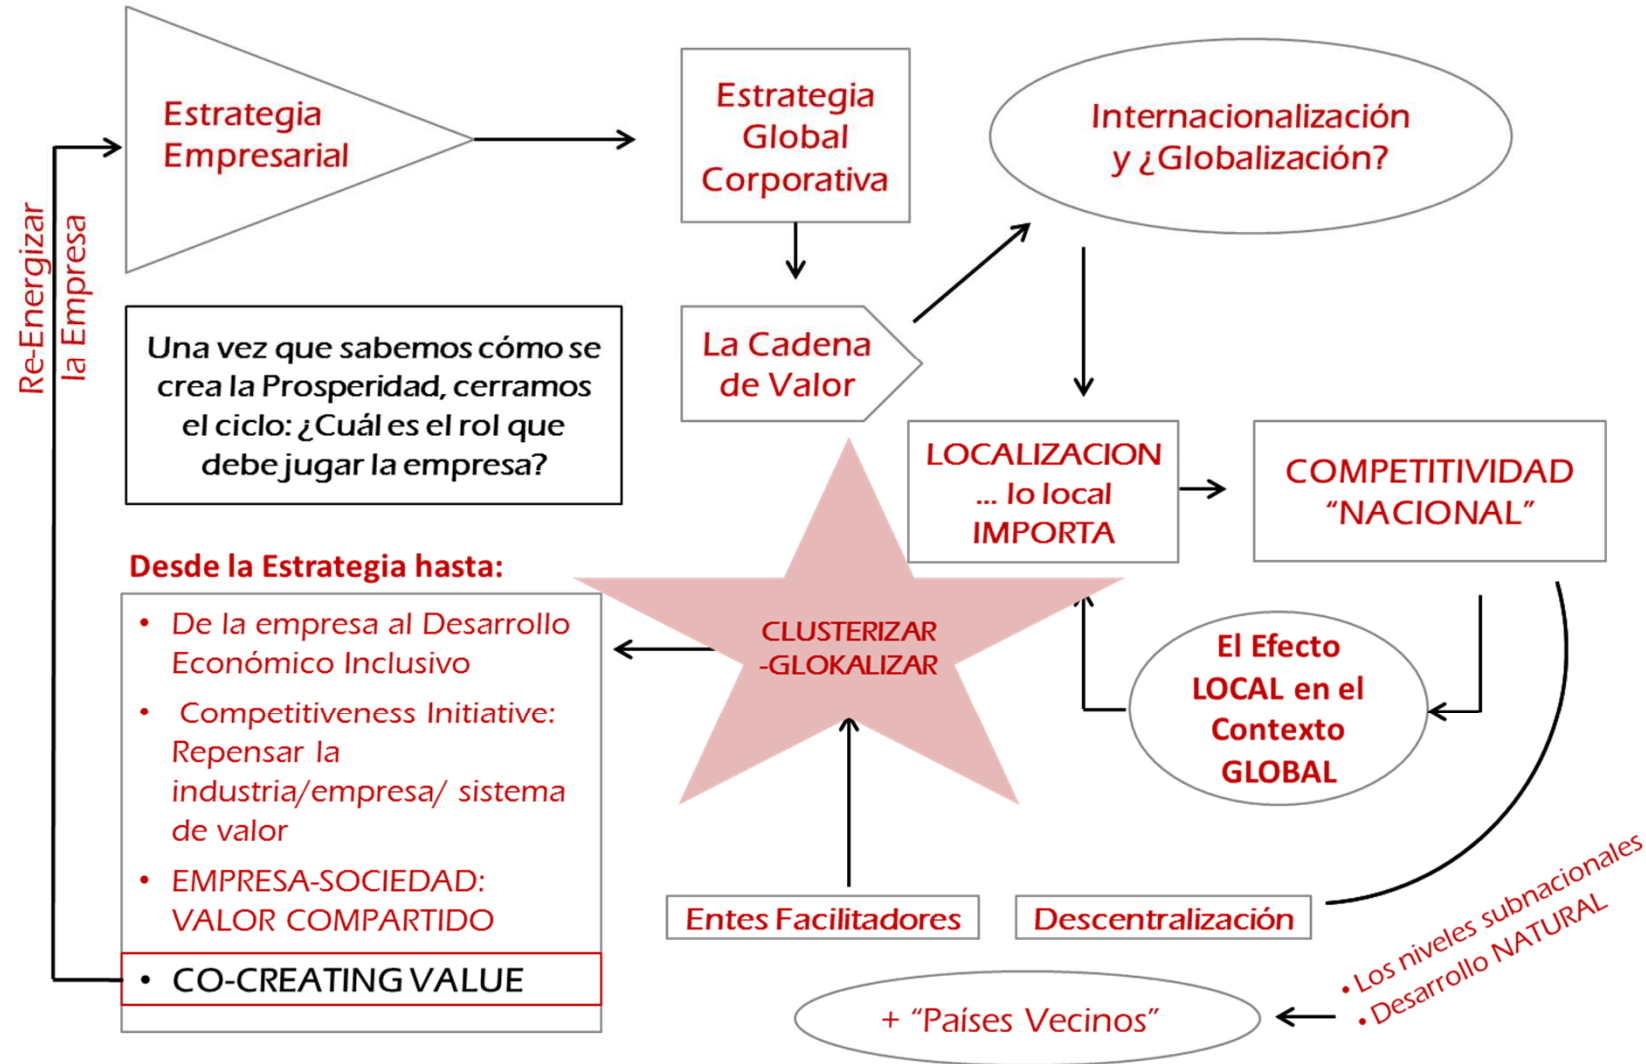 Estrategia
Empresarial
Estrategia
Global
Corporativa
Internacionalización
y ¿Globalización?
Re-Energizar
la Empresa
Una vez que sabemos cómo se
crea la Prosperidad, cerramos
el ciclo: ¿Cuál es el rol que
debe jugar la empresa?
La Cadena
de Valor
LOCALIZACION
... lo local
IMPORTA
COMPETITIVIDAD
“NACIONAL”
Desde la Estrategia hasta:
• De la empresa al Desarrollo
Económico Inclusivo
• Competitiveness Initiative:
Repensar la
industria/empresa/ sistema
de valor
• EMPRESA-SOCIEDAD:
VALOR COMPARTIDO
• CO-CREATING VALUE
CLUSTERIZAR
-GLOKALIZAR
El Efecto
LOCAL en el
Contexto
GLOBAL
Entes Facilitadores
Descentralización
• Los niveles subnacionales
• Desarrollo NATURAL
+ “Países Vecinos”